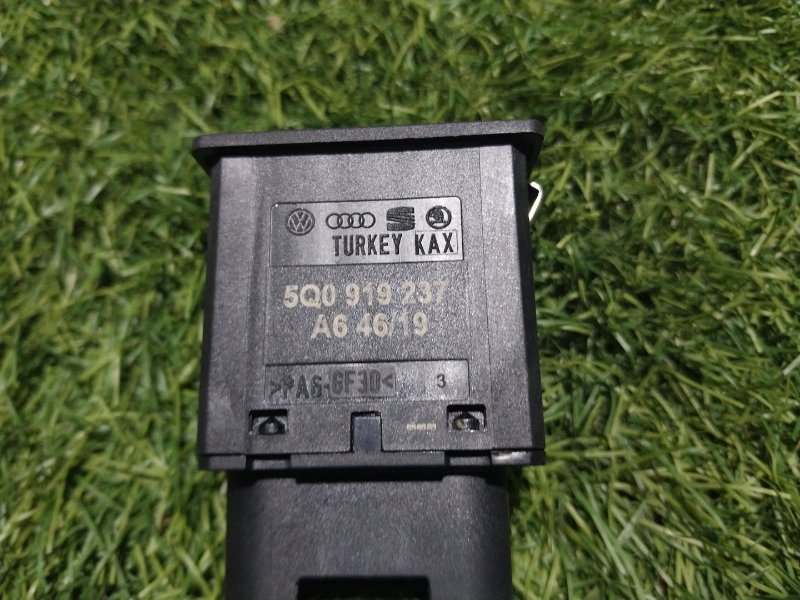 TURKEY KAX
5Q0 919 237
A6 46/19
>PA6-GF30< 3